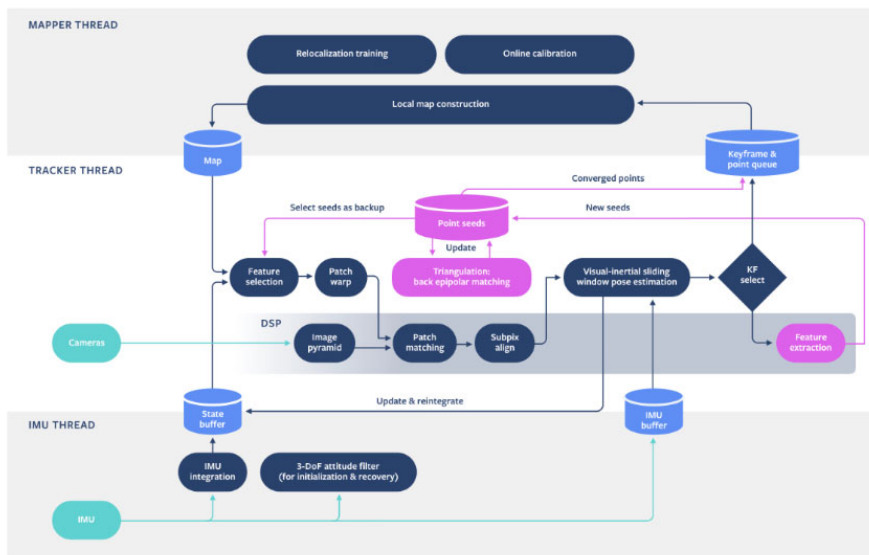 MAPPER THREAD
Relocalization training
Online calibration
Local map construction
Map
Keyframe &
point queue
TRACKER THREAD
Converged points
Select seeds as backup
Point seeds
New seeds
Update
Feature
selection
Patch
warp
Triangulation:
back epipolar matching
Visual-inertial sliding
window pose estimation
KF
select
DSP
Cameras
Image
pyramid
Patch
matching
Subpix
align
Feature
extraction
State
buffer
Update & reintegrate
IMU
buffer
IMU THREAD
IMU
integration
3-DoF attitude filter
(for initialization & recovery)
IMU